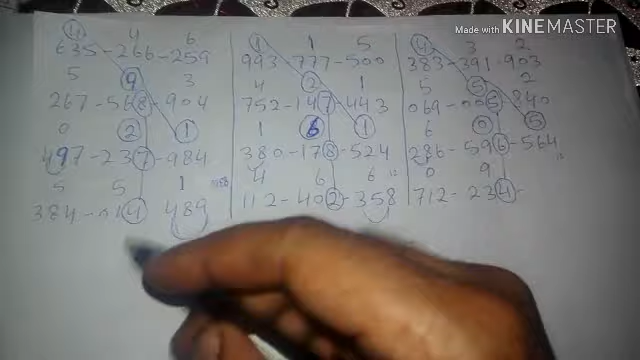 Made with KINEMASTER
4 4 6 1 1 5 4 3 2
635-266-259 993-777-500 383-391-903
5 9 3 4 2 1 5 5 2
267-568-904 752-147-443 069-005-840
0 2 1 1 6 1 6 0 5
497-237-984 380-178-524 286-596-564
5 5 1 4 6 6 0 9
384-014 489 112-402-358 712-234-